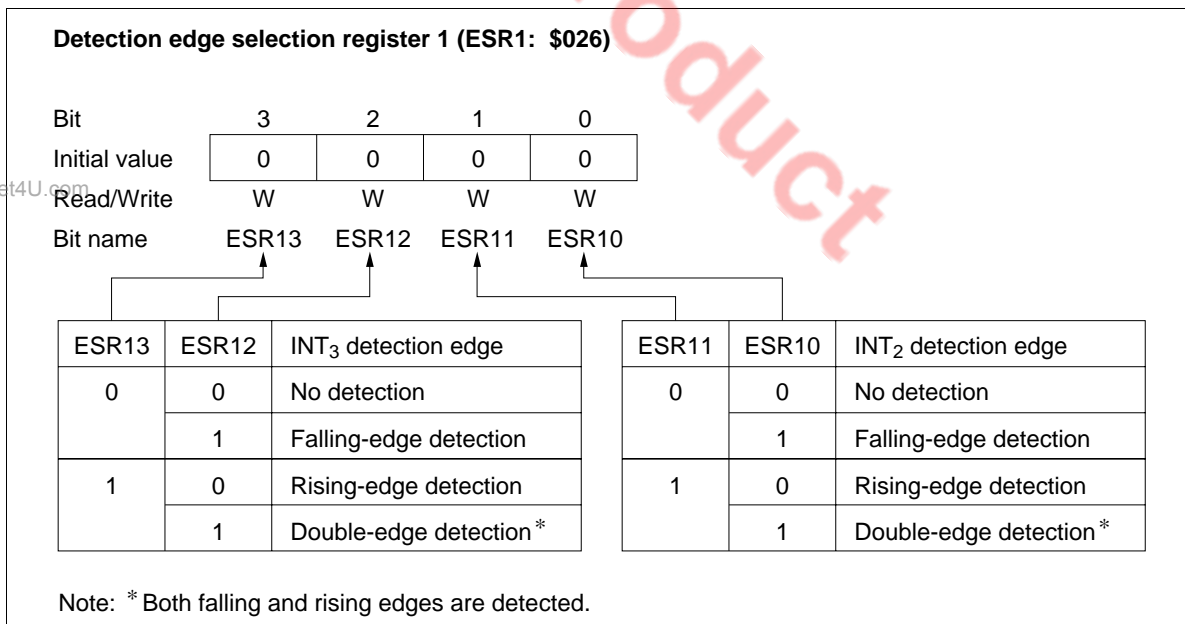 Product
Detection edge selection register 1 (ESR1: $026)
Bit 3 2 1 0
Initial value 0 0 0 0
et4U.com
Read/Write W W W W
Bit name ESR13 ESR12 ESR11 ESR10
ESR13 ESR12 INT3 detection edge
0 0 No detection
1 Falling-edge detection
1 0 Rising-edge detection
1 Double-edge detection*
ESR11 ESR10 INT2 detection edge
0 0 No detection
1 Falling-edge detection
1 0 Rising-edge detection
1 Double-edge detection*
Note: * Both falling and rising edges are detected.